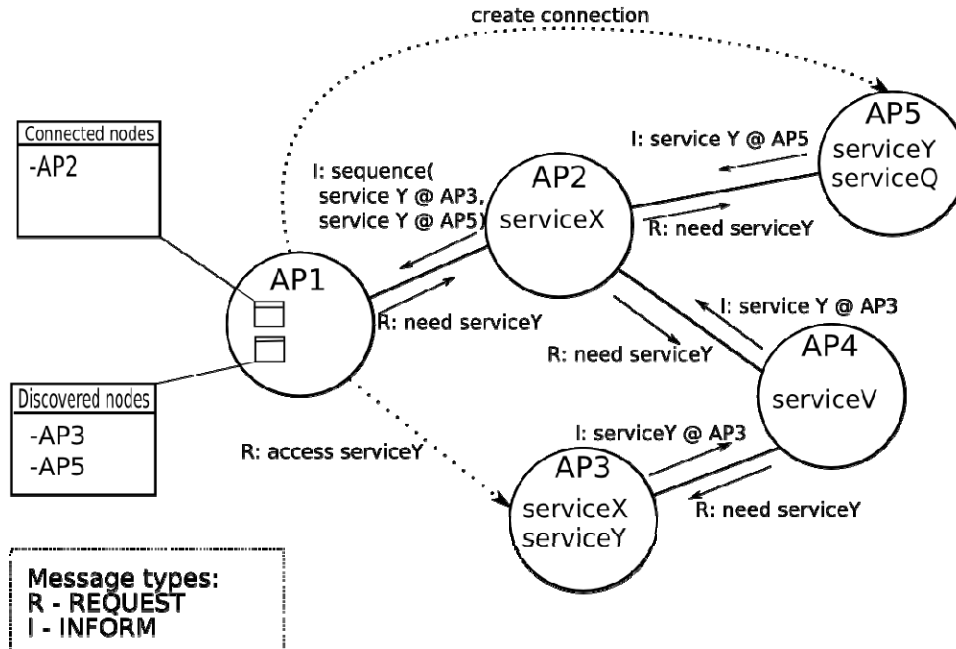 create connection
Connected nodes
-AP2
I: sequence(
service Y @ AP3,
service Y @ AP5)
AP2
serviceX
I: service Y @ AP5
AP5
serviceY
serviceQ
R: need serviceY
AP1
R: need serviceY
I: service Y @ AP3
R: need serviceY
AP4
serviceV
Discovered nodes
-AP3
-AP5
R: access serviceY
I: serviceY @ AP3
AP3
serviceX
serviceY
R: need serviceY
Message types:
R - REQUEST
I - INFORM